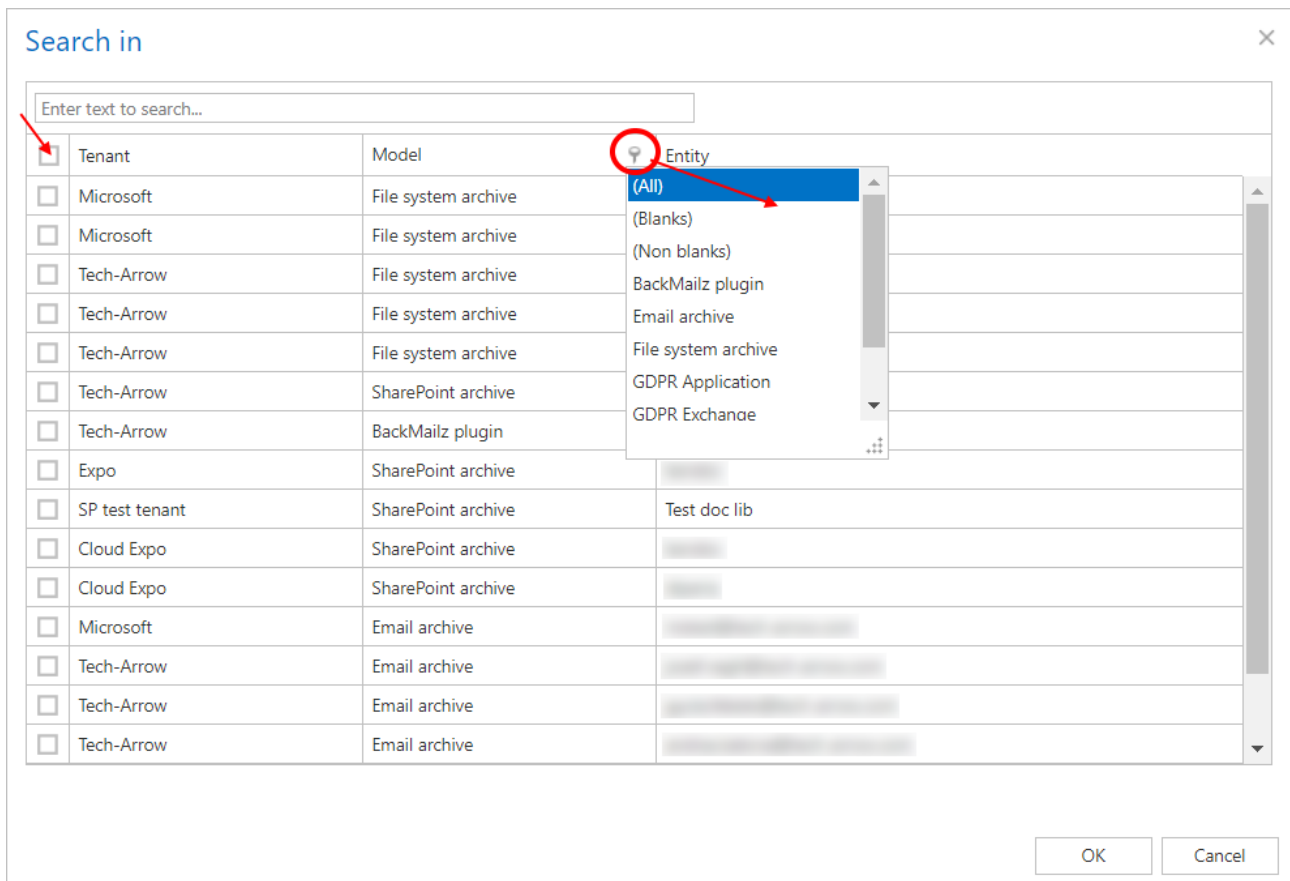 Search in
Enter text to search...
Tenant Model Entity
Microsoft File system archive
(All)
Microsoft File system archive
(Blanks)
(Non blanks)
Tech-Arrow File system archive
BackMailz plugin
Tech-Arrow File system archive
Email archive
Tech-Arrow File system archive
File system archive
Tech-Arrow SharePoint archive
GDPR Application
Tech-Arrow BackMailz plugin
GDPR Exchange
Expo SharePoint archive
SP test tenant SharePoint archive Test doc lib
Cloud Expo SharePoint archive
Cloud Expo SharePoint archive
Microsoft Email archive
Tech-Arrow Email archive
Tech-Arrow Email archive
Tech-Arrow Email archive
OK Cancel